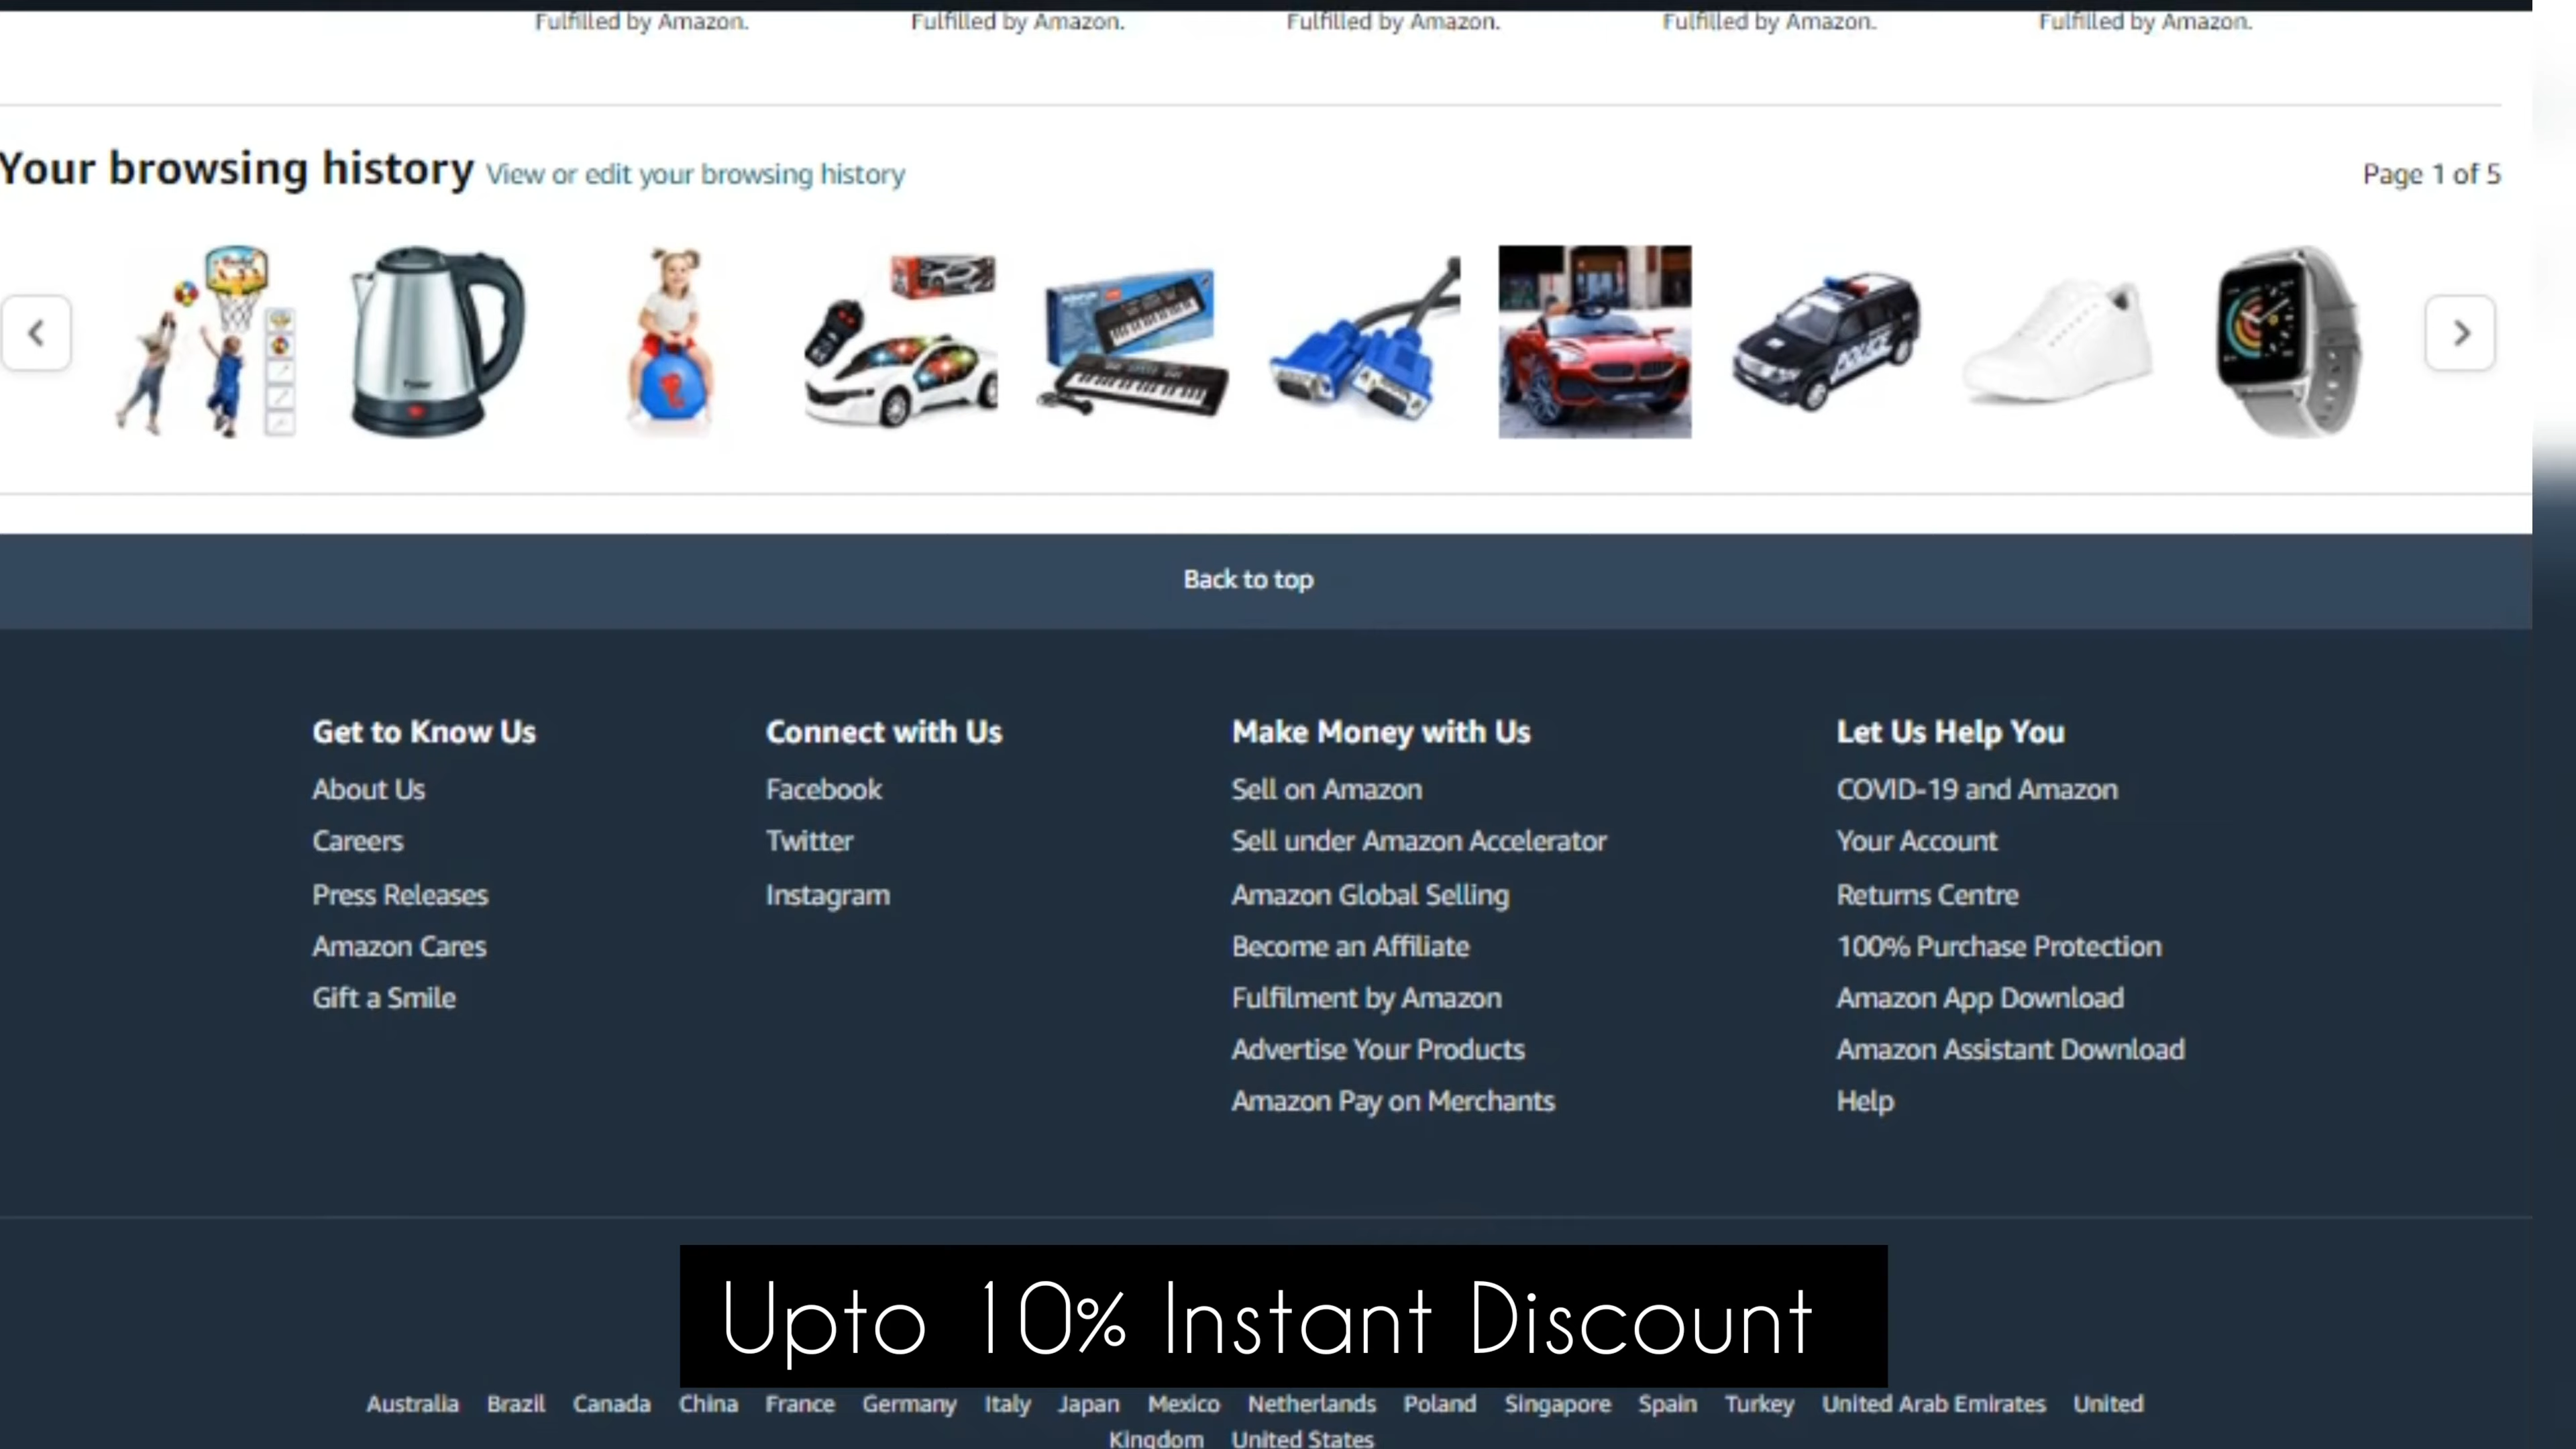 Fulfilled by Amazon. Fulfilled by Amazon. Fulfilled by Amazon. Fulfilled by Amazon. Fulfilled by Amazon.
Your browsing history View or edit your browsing history Page 1 of 5
POLICE
Back to top
Get to Know Us
About Us
Careers
Press Releases
Amazon Cares
Gift a Smile
Connect with Us
Facebook
Twitter
Instagram
Make Money with Us
Sell on Amazon
Sell under Amazon Accelerator
Amazon Global Selling
Become an Affiliate
Fulfilment by Amazon
Advertise Your Products
Amazon Pay on Merchants
Let Us Help You
COVID-19 and Amazon
Your Account
Returns Centre
100% Purchase Protection
Amazon App Download
Amazon Assistant Download
Help
Upto 10% Instant Discount
Australia Brazil Canada China France Germany Italy Japan Mexico Netherlands Poland Singapore Spain Turkey United Arab Emirates United
Kingdom United States